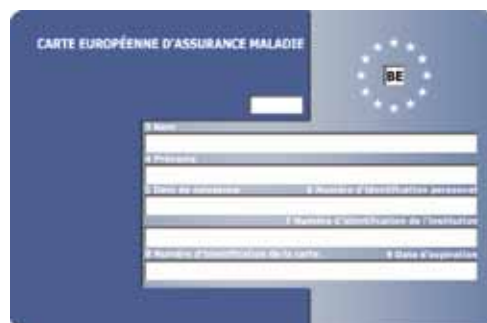 CARTE EUROPÉENNE D'ASSURANCE MALADIE
BE
3 Nom
4 Prénoms
5 Date de naissance 6 Numéro d'identification personnel
7 Numéro d'identification de l'institution
8 Numéro d'identification de la carte 9 Date d'expiration